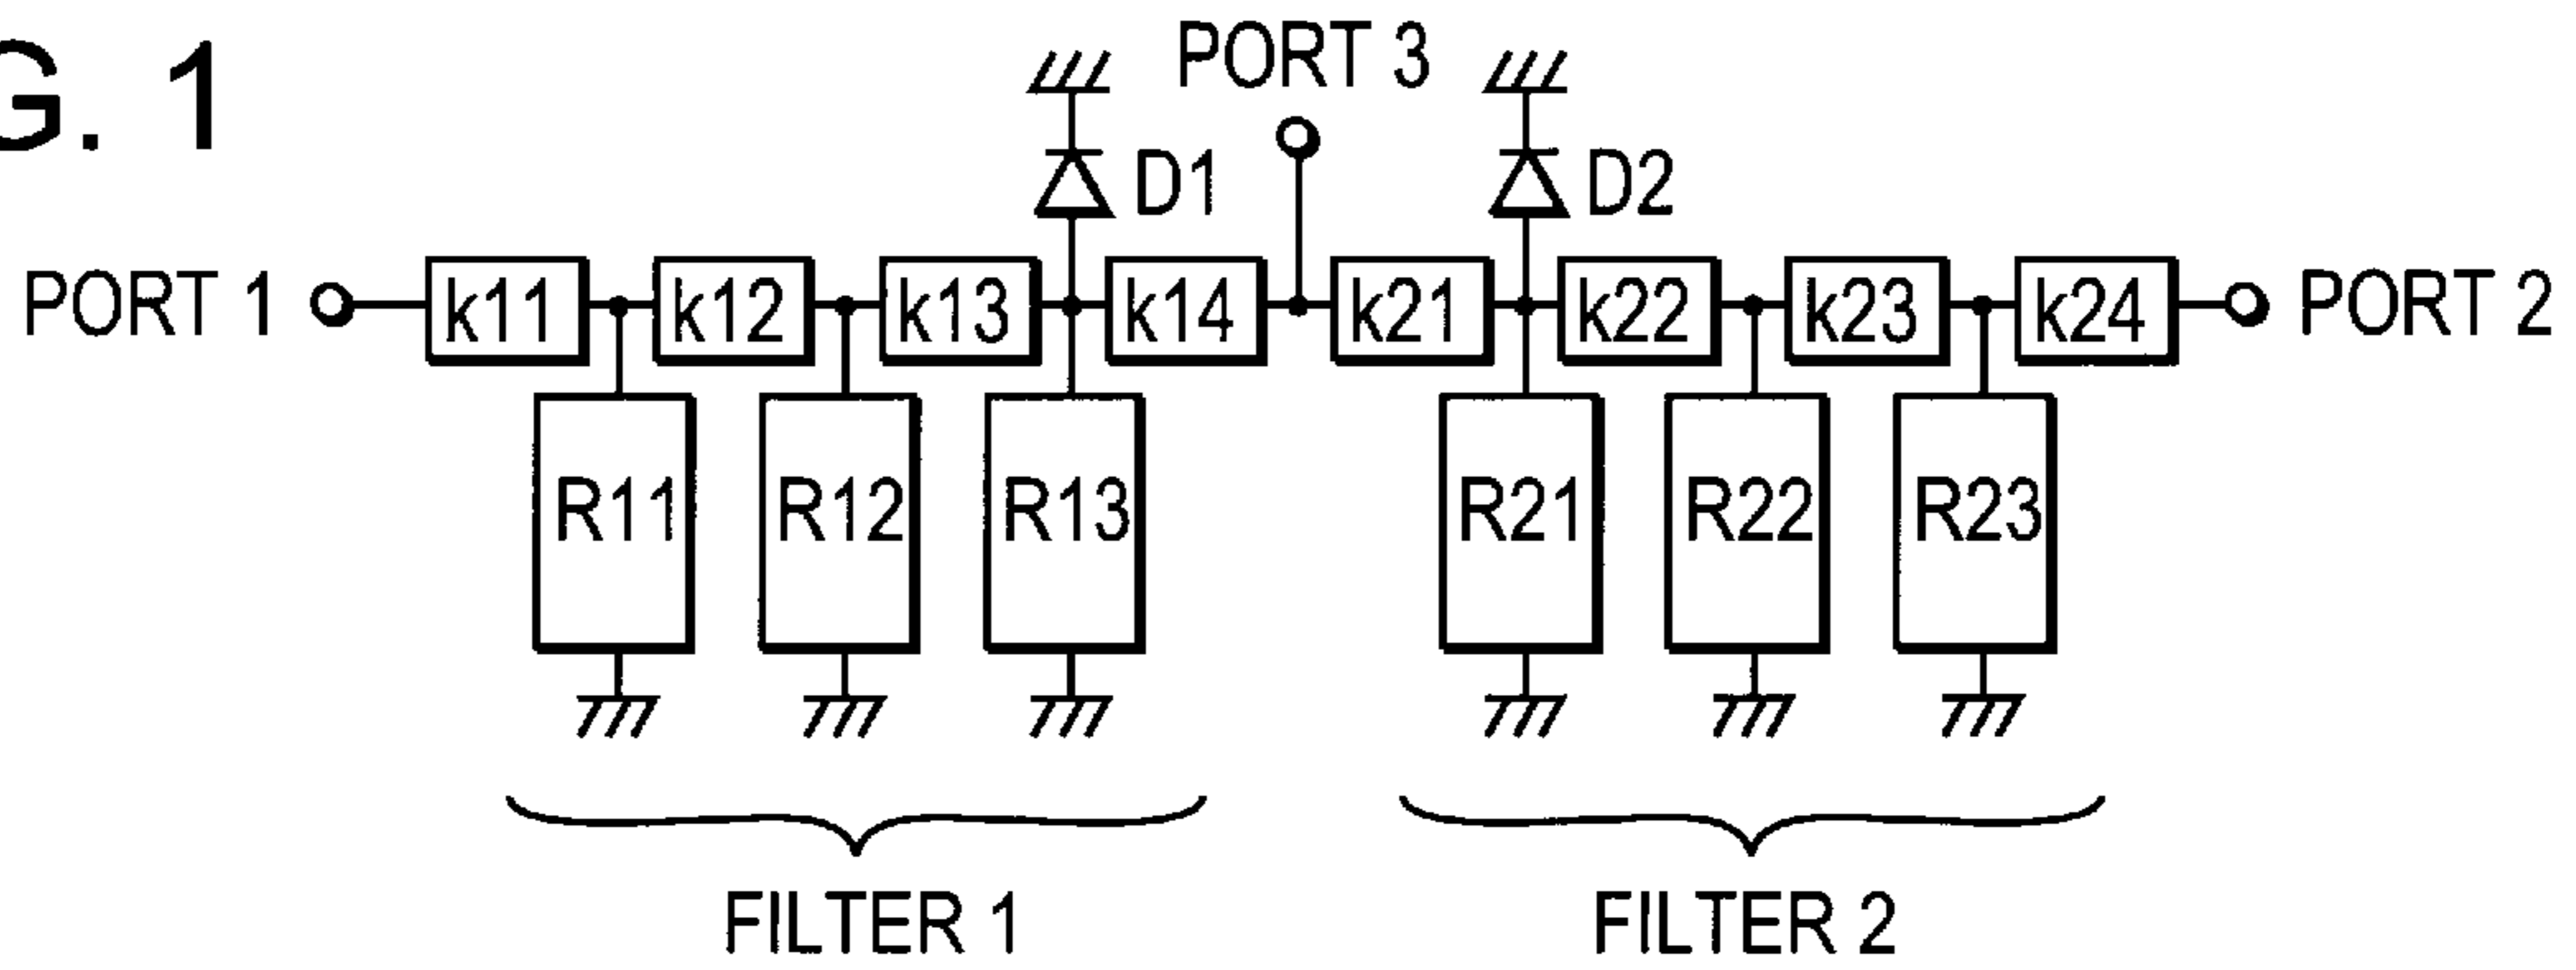 G. 1
PORT 3
D1
D2
PORT 1
k11
k12
k13
k14
k21
k22
k23
k24
PORT 2
R11
R12
R13
R21
R22
R23
FILTER 1
FILTER 2